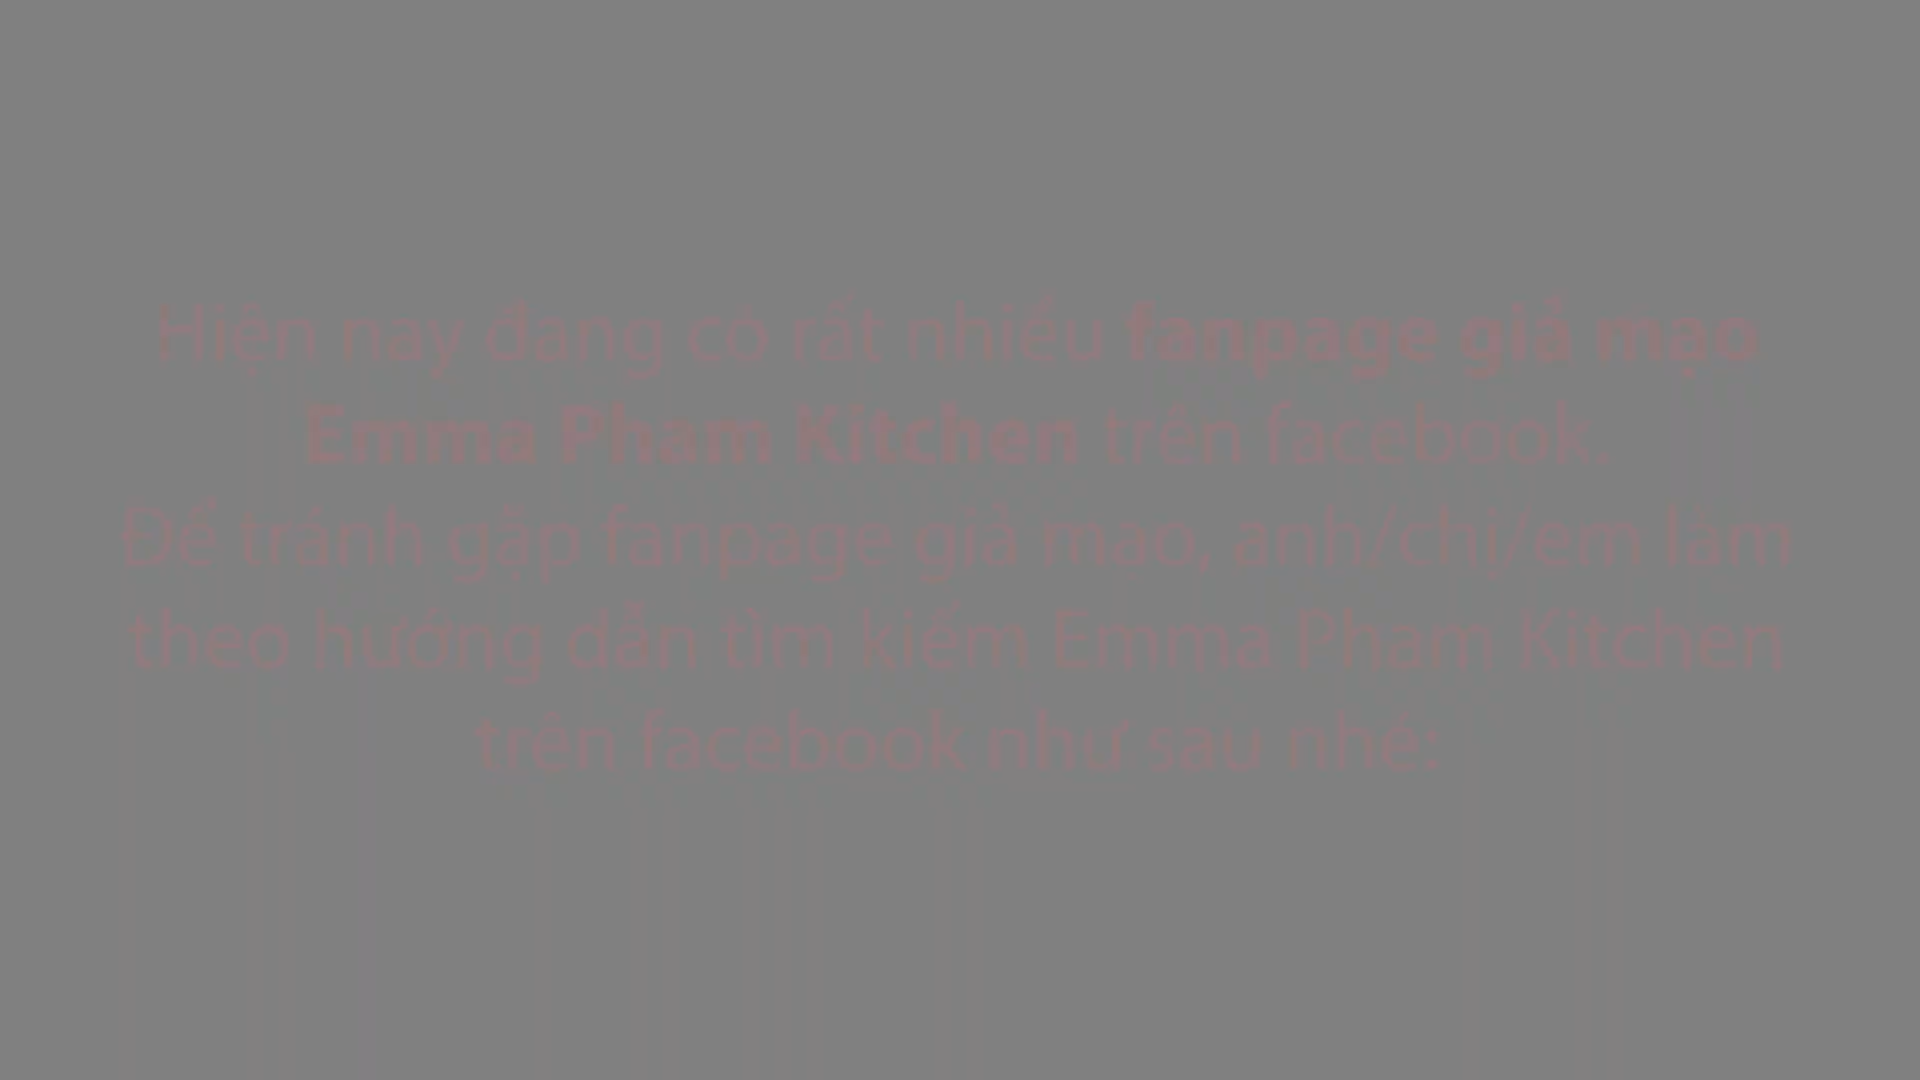 Hiện nay đang có rất nhiều fanpage giả mạo
Emma Pham Kitchen trên facebook.
Để tránh gặp fanpage giả mạo, anh/chị/em làm
theo hướng dẫn tìm kiếm Emma Pham Kitchen
trên facebook như sau nhé: